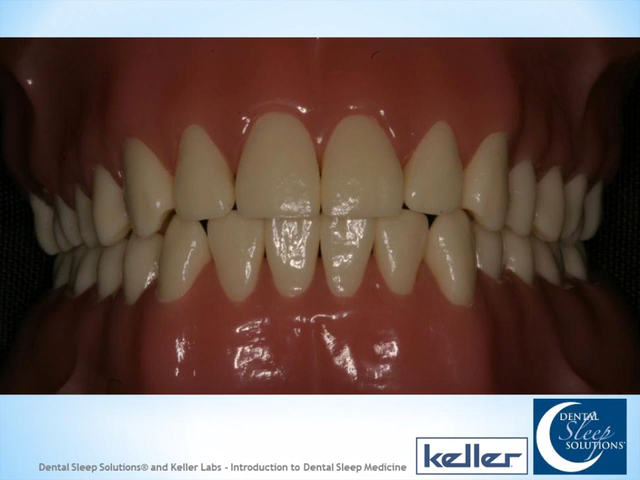 Dental Sleep Solutions® and Keller Labs - Introduction to Dental Sleep Medicine
keller
DENTAL
Sleep
SOLUTIONS